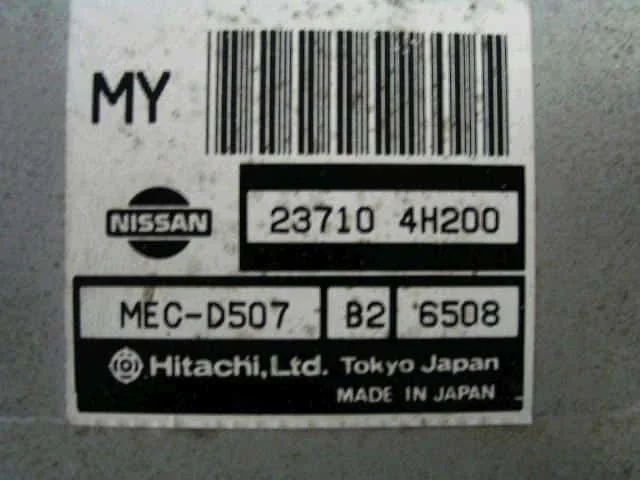 MY
NISSAN
23710 4H200
MEC-D507 B2 6508
Hitachi,Ltd. Tokyo Japan
MADE IN JAPAN